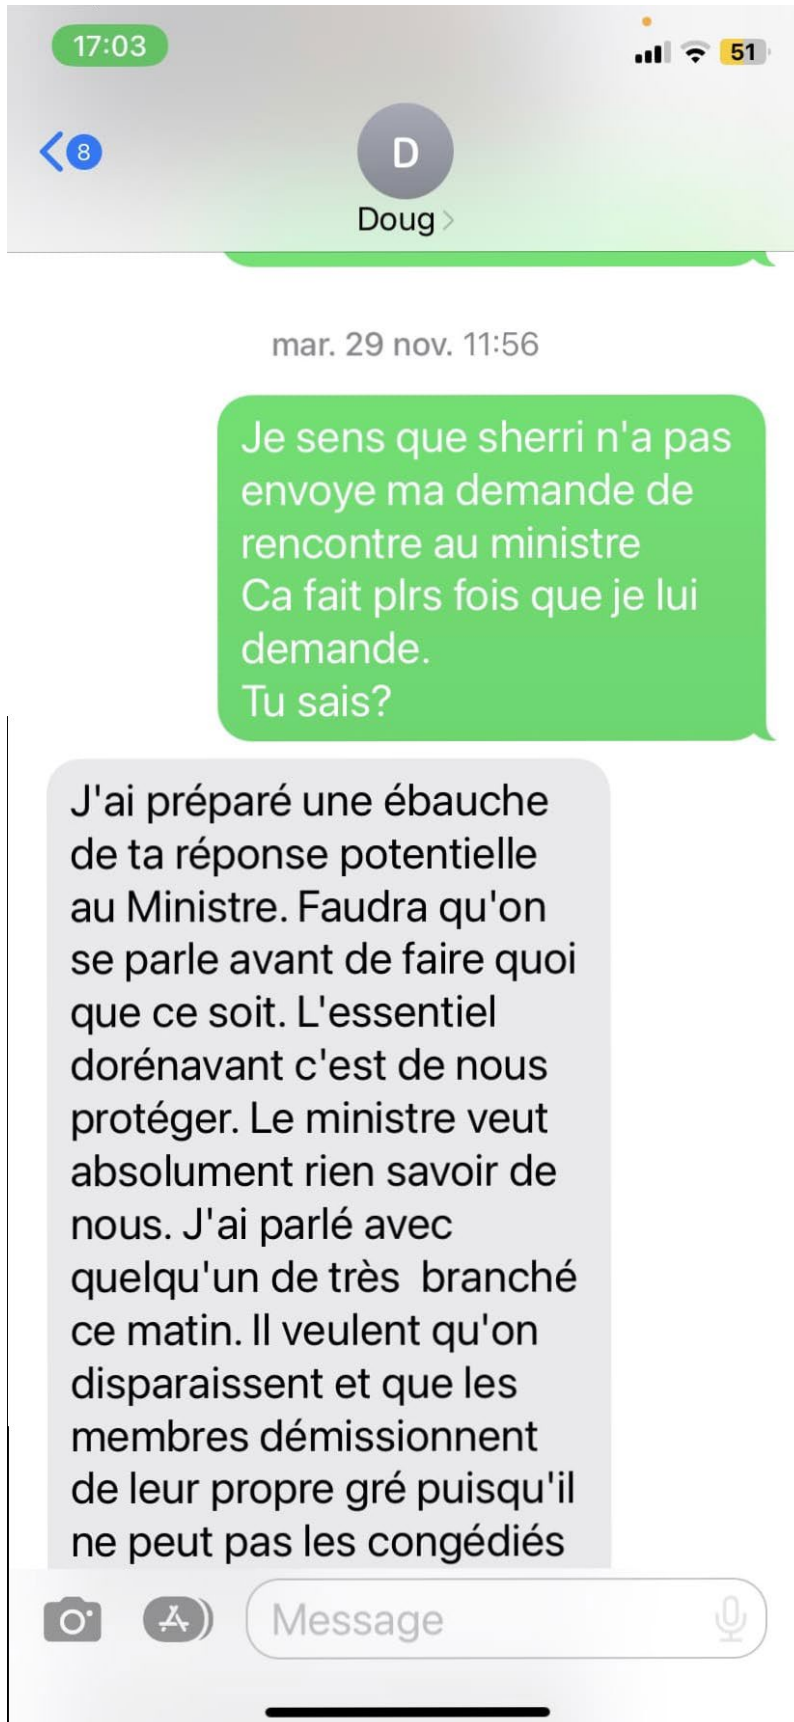 17:03
51
8
D
Doug
mar. 29 nov. 11:56
Je sens que sherri n'a pas
envoye ma demande de
rencontre au ministre
Ca fait plrs fois que je lui
demande.
Tu sais?
J'ai préparé une ébauche
de ta réponse potentielle
au Ministre. Faudra qu'on
se parle avant de faire quoi
que ce soit. L'essentiel
dorénavant c'est de nous
protéger. Le ministre veut
absolument rien savoir de
nous. J'ai parlé avec
quelqu'un de très  branché
ce matin. Il veulent qu'on
disparaissent et que les
membres démissionnent
de leur propre gré puisqu'il
ne peut pas les congédiés
Message